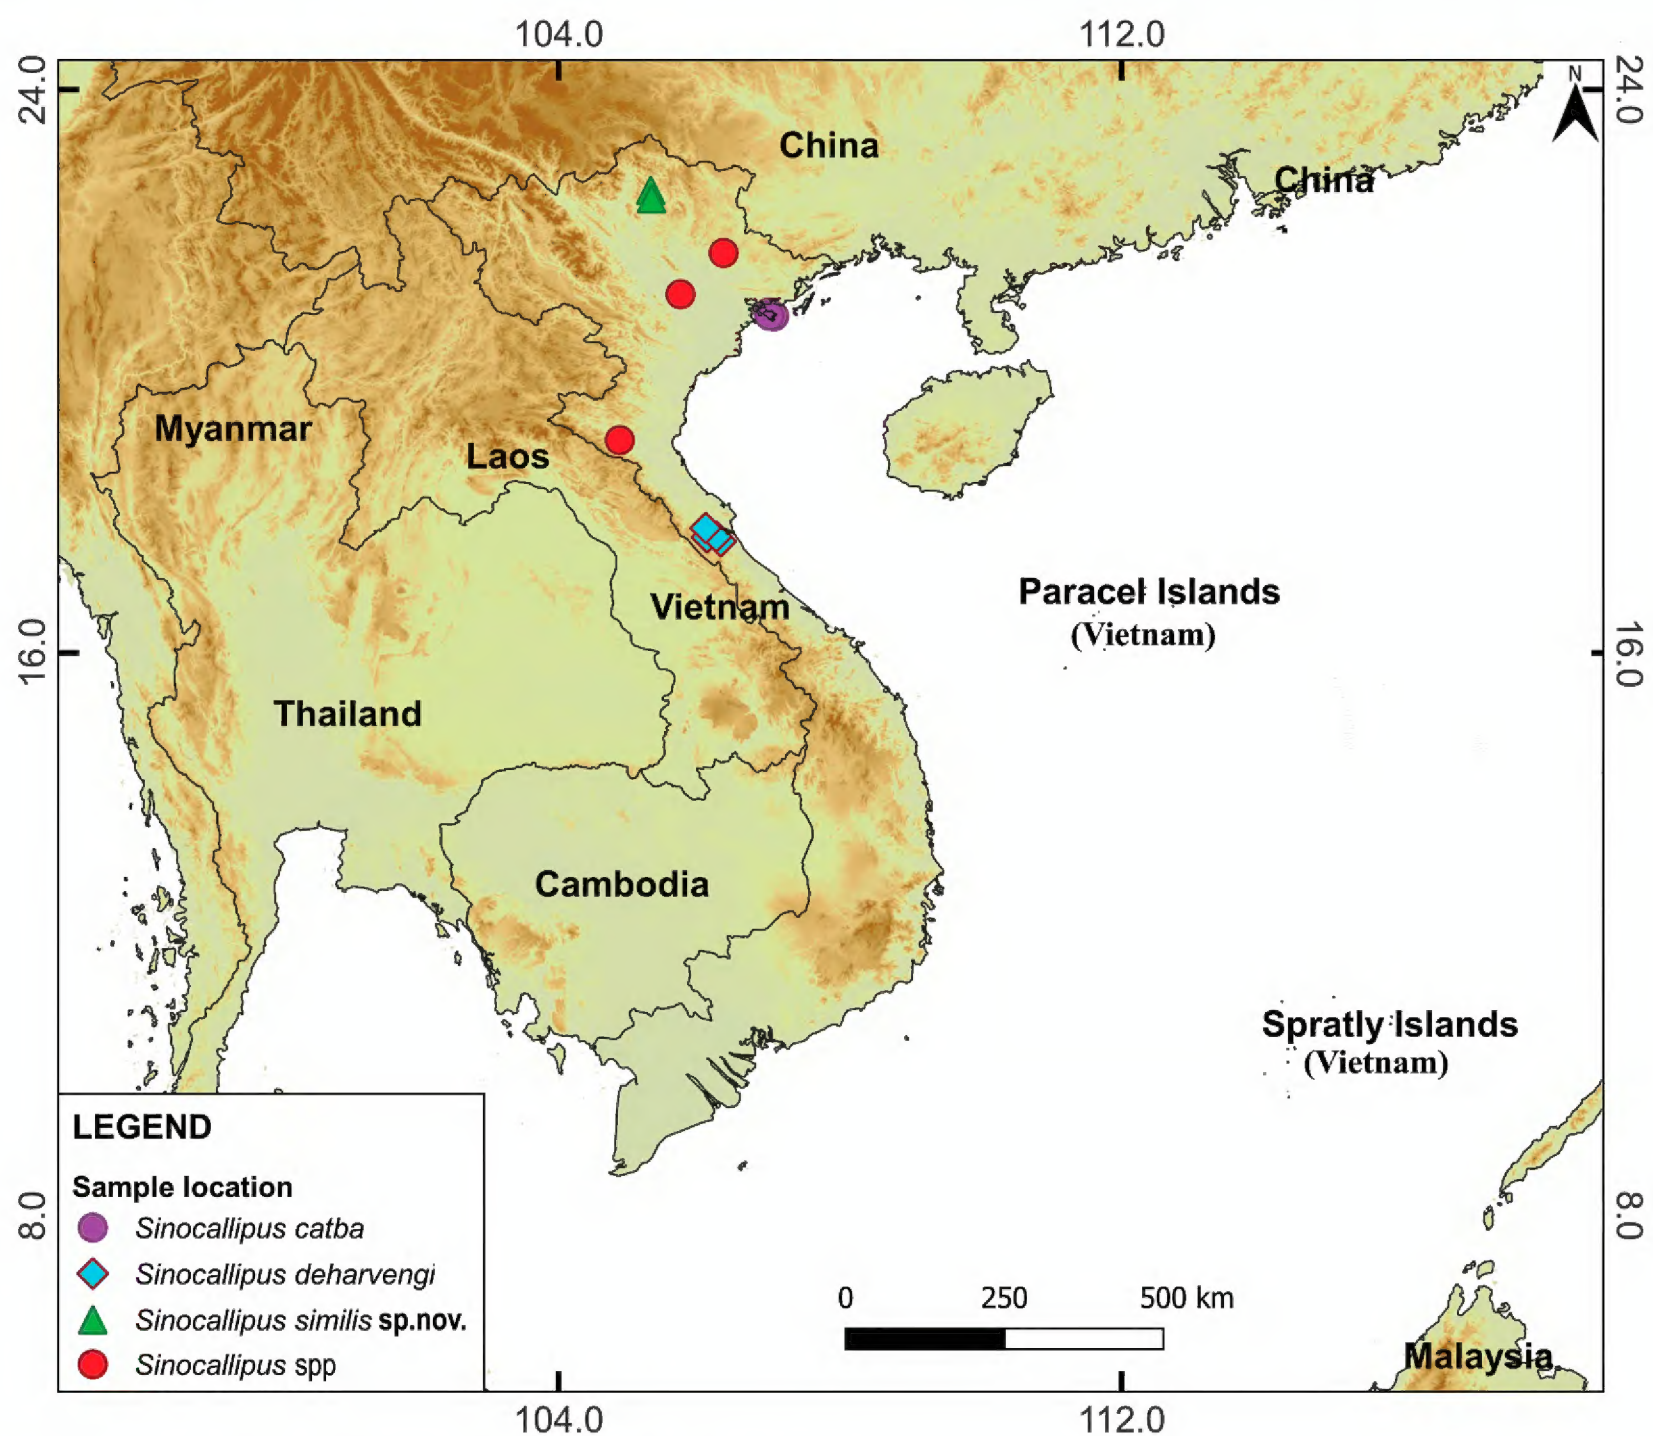 104.0
112.0
24.0
24.0
N
China
China
Myanmar
Laos
Paracel Islands
(Vietnam)
Vietnam
16.0
16.0
Thailand
Cambodia
Spratly Islands
(Vietnam)
LEGEND
Sample location
Sinocallipus catba
Sinocallipus deharvengi
Sinocallipus similis sp.nov.
Sinocallipus spp
8.0
8.0
0 250 500 km
Malaysia
104.0
112.0